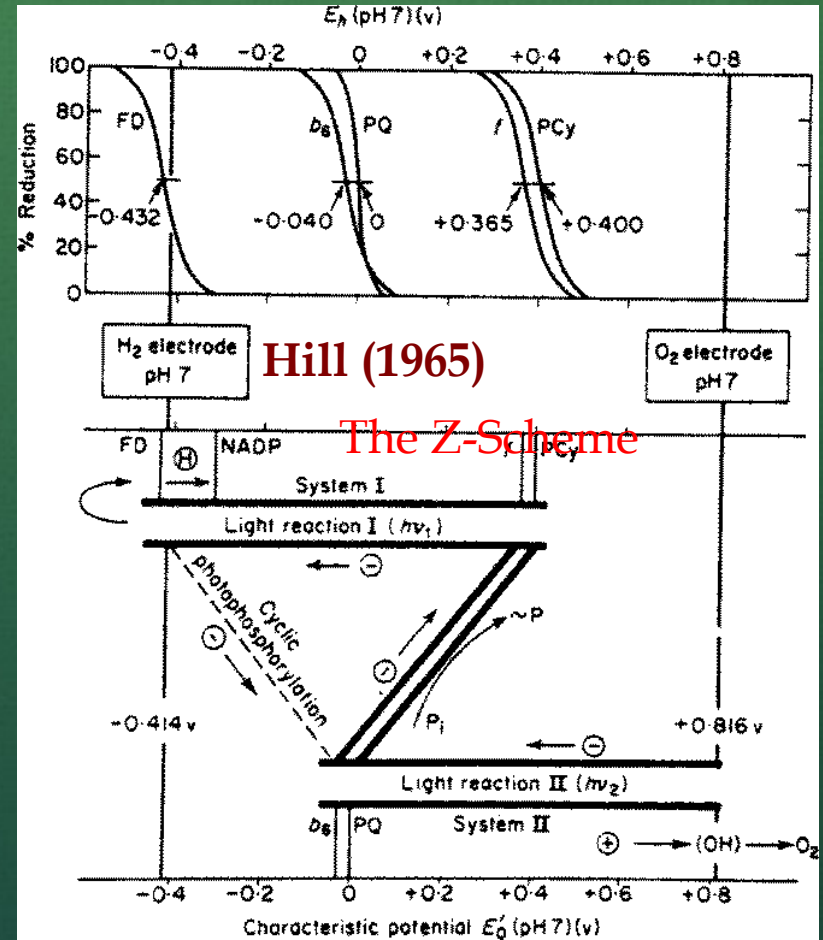 Eₕ (pH 7)(v)
-0·4 -0·2 0 +0·2 +0·4 +0·6 +0·8
100
80
60
40
20
0
% Reduction
FD b₆ PQ f PCy
-0·432 -0·040 0 +0·365 +0·400
H₂ electrode
pH 7
Hill (1965)
O₂ electrode
pH 7
The Z-Scheme
FD H NADP PCy
System I
Light reaction I (hν₁)
Cyclic
photophosphorylation
~P
Pi
-0·414 v +0·816 v
Light reaction II (hν₂)
b₆ PQ System II
+ (OH) O₂
-0·4 -0·2 0 +0·2 +0·4 +0·6 +0·8
Characteristic potential E₀′ (pH 7)(v)